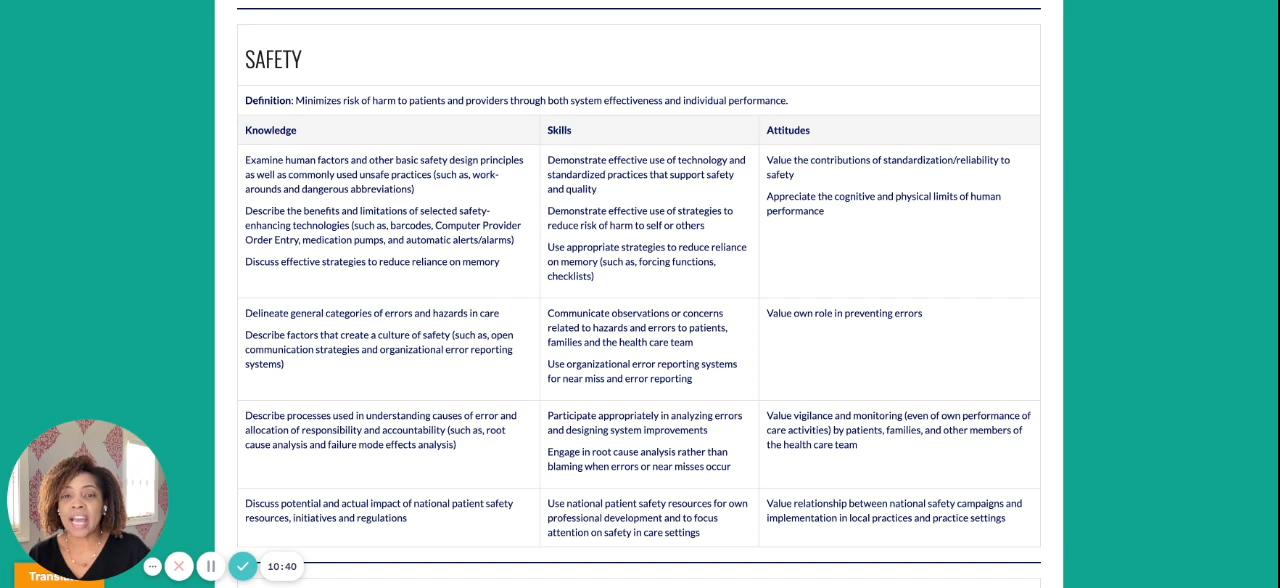 SAFETY
Definition: Minimizes risk of harm to patients and providers through both system effectiveness and individual performance.
Knowledge
Skills
Attitudes
Examine human factors and other basic safety design principles
as well as commonly used unsafe practices (such as, work-
arounds and dangerous abbreviations)
Describe the benefits and limitations of selected safety-
enhancing technologies (such as, barcodes, Computer Provider
Order Entry, medication pumps, and automatic alerts/alarms)
Discuss effective strategies to reduce reliance on memory
Demonstrate effective use of technology and
standardized practices that support safety
and quality
Demonstrate effective use of strategies to
reduce risk of harm to self or others
Use appropriate strategies to reduce reliance
on memory (such as, forcing functions,
checklists)
Value the contributions of standardization/reliability to
safety
Appreciate the cognitive and physical limits of human
performance
Delineate general categories of errors and hazards in care
Describe factors that create a culture of safety (such as, open
communication strategies and organizational error reporting
systems)
Communicate observations or concerns
related to hazards and errors to patients,
families and the health care team
Use organizational error reporting systems
for near miss and error reporting
Value own role in preventing errors
Describe processes used in understanding causes of error and
allocation of responsibility and accountability (such as, root
cause analysis and failure mode effects analysis)
Participate appropriately in analyzing errors
and designing system improvements
Engage in root cause analysis rather than
blaming when errors or near misses occur
Value vigilance and monitoring (even of own performance of
care activities) by patients, families, and other members of
the health care team
Discuss potential and actual impact of national patient safety
resources, initiatives and regulations
Use national patient safety resources for own
professional development and to focus
attention on safety in care settings
Value relationship between national safety campaigns and
implementation in local practices and practice settings
10:40